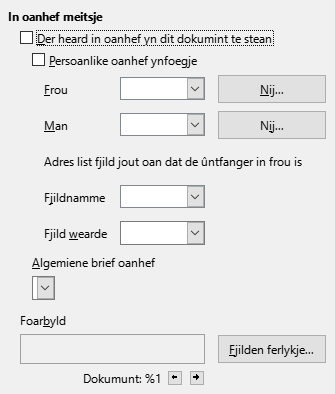 In oanhef meitsje
Der heard in oanhef yn dit dokumint te stean
Persoanlike oanhef ynfoegje
Frou
Nij...
Man
Nij...
Adres list fjild jout oan dat de ûntfanger in frou is
Fjildnamme
Fjild wearde
Algemiene brief oanhef
Foarbyld
Fjilden ferlykje...
Dokumunt: %1